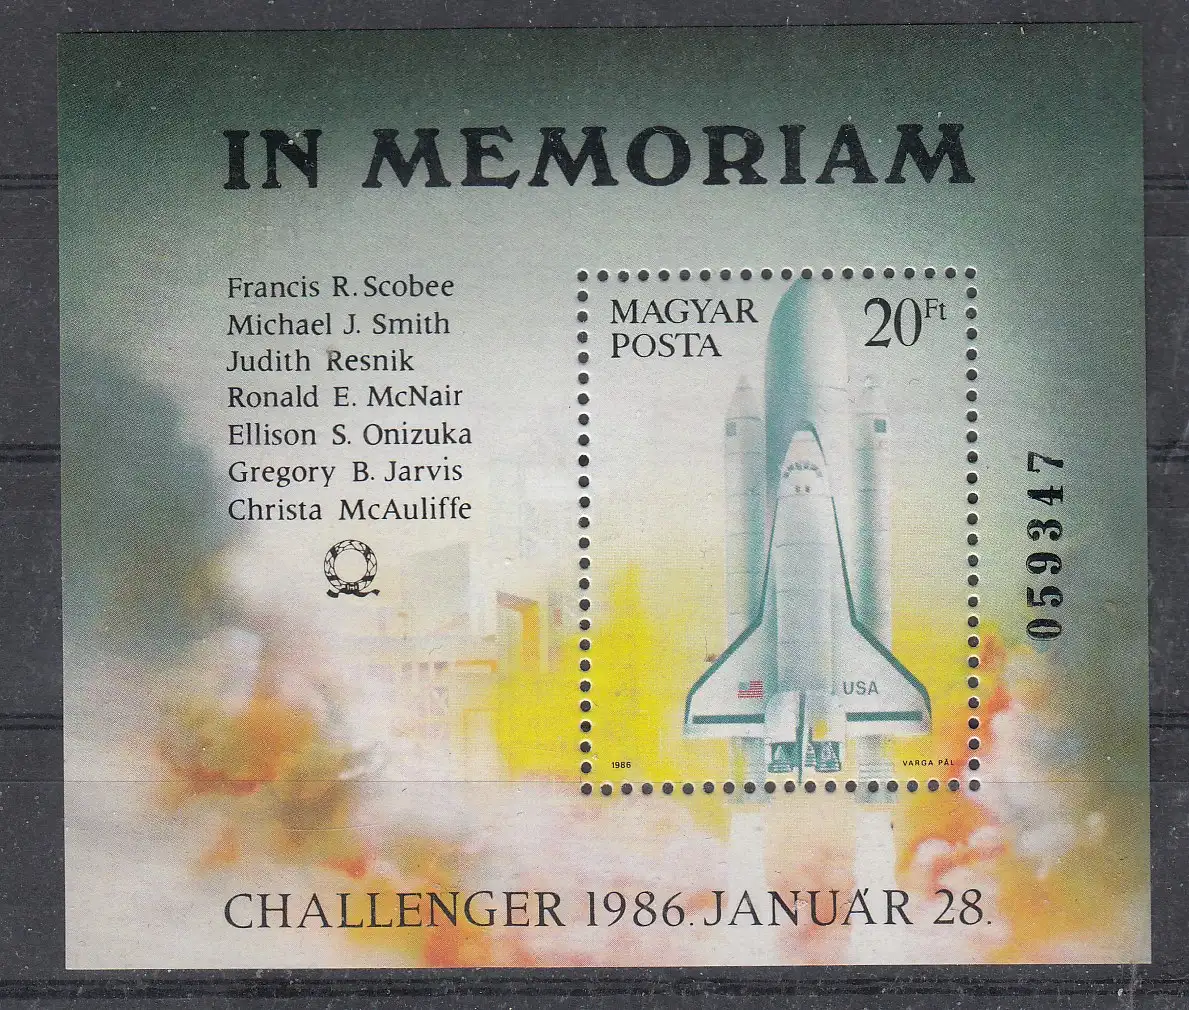 IN MEMORIAM
Francis R. Scobee
Michael J. Smith
Judith Resnik
Ronald E. McNair
Ellison S. Onizuka
Gregory B. Jarvis
Christa McAuliffe
MAGYAR
POSTA
20Ft
USA
1986
VARGA PÁL
059347
CHALLENGER 1986. JANUÁR 28.